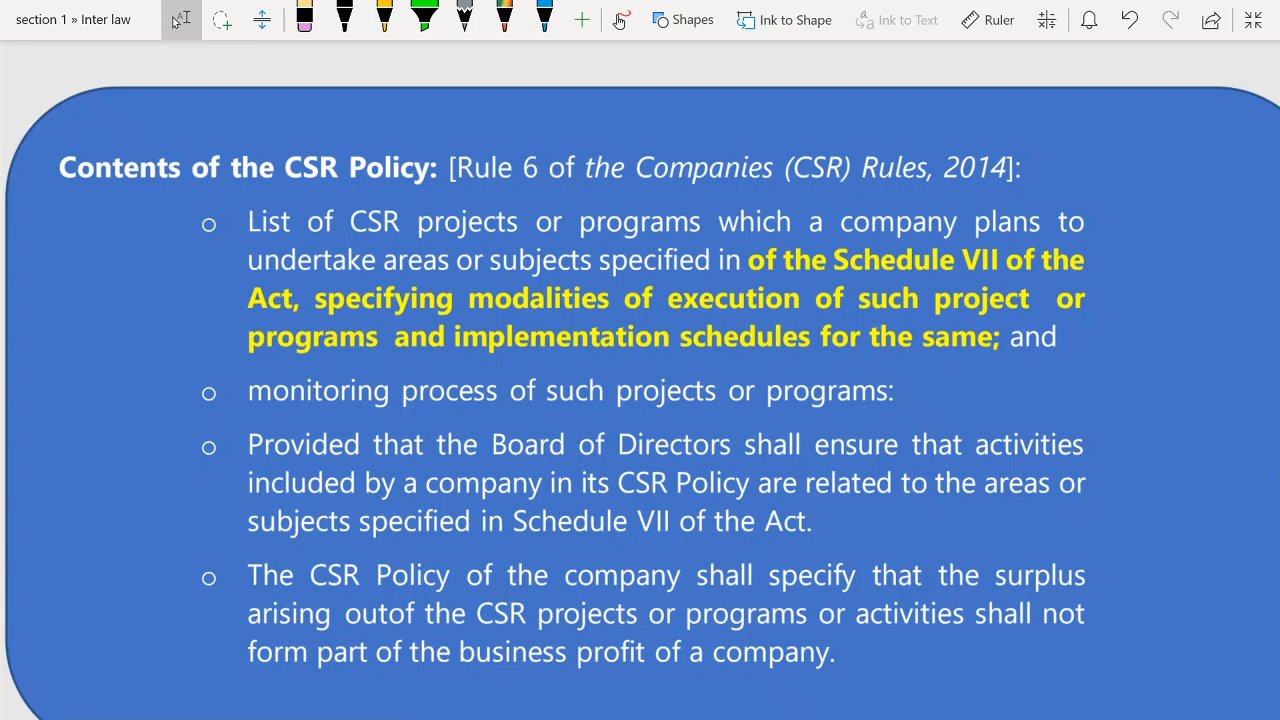 section 1 » Inter law
Shapes
Ink to Shape
Ink to Text
Ruler
Contents of the CSR Policy: [Rule 6 of the Companies (CSR) Rules, 2014]:
List of CSR projects or programs which a company plans to
undertake areas or subjects specified in of the Schedule VII of the
Act, specifying modalities of execution of such project or
programs and implementation schedules for the same; and
monitoring process of such projects or programs:
Provided that the Board of Directors shall ensure that activities
included by a company in its CSR Policy are related to the areas or
subjects specified in Schedule VII of the Act.
The CSR Policy of the company shall specify that the surplus
arising outof the CSR projects or programs or activities shall not
form part of the business profit of a company.